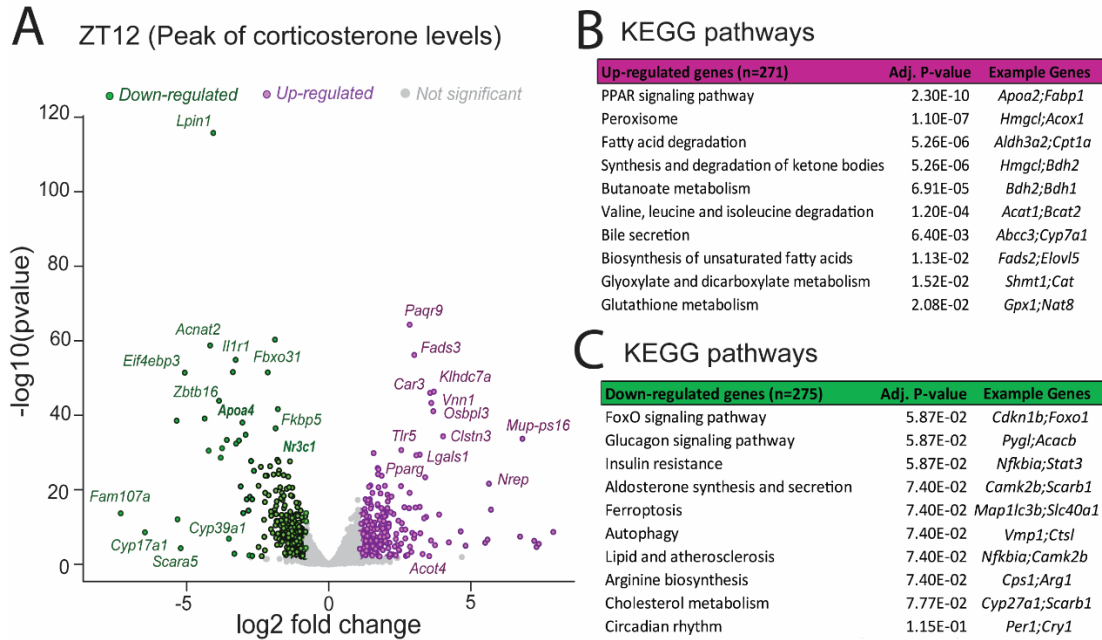 A ZT12 (Peak of corticosterone levels)
Down-regulated Up-regulated Not significant
-log10(pvalue)
120
100
80
60
40
20
0
-5 0 5
log2 fold change
Lpin1
Paqr9
Acnat2
Il1r1
Fads3
Eif4ebp3
Fbxo31
Car3
Klhdc7a
Zbtb16
Vnn1
Apoa4
Osbpl3
Fkbp5
Mup-ps16
Nr3c1
Tlr5
Clstn3
Lgals1
Pparg
Nrep
Fam107a
Cyp39a1
Cyp17a1
Scara5
Acot4
B KEGG pathways
Up-regulated genes (n=271) Adj. P-value Example Genes
PPAR signaling pathway 2.30E-10 Apoa2;Fabp1
Peroxisome 1.10E-07 Hmgcl;Acox1
Fatty acid degradation 5.26E-06 Aldh3a2;Cpt1a
Synthesis and degradation of ketone bodies 5.26E-06 Hmgcl;Bdh2
Butanoate metabolism 6.91E-05 Bdh2;Bdh1
Valine, leucine and isoleucine degradation 1.20E-04 Acat1;Bcat2
Bile secretion 6.40E-03 Abcc3;Cyp7a1
Biosynthesis of unsaturated fatty acids 1.13E-02 Fads2;Elovl5
Glyoxylate and dicarboxylate metabolism 1.52E-02 Shmt1;Cat
Glutathione metabolism 2.08E-02 Gpx1;Nat8
C KEGG pathways
Down-regulated genes (n=275) Adj. P-value Example Genes
FoxO signaling pathway 5.87E-02 Cdkn1b;Foxo1
Glucagon signaling pathway 5.87E-02 Pygl;Acacb
Insulin resistance 5.87E-02 Nfkbia;Stat3
Aldosterone synthesis and secretion 7.40E-02 Camk2b;Scarb1
Ferroptosis 7.40E-02 Map1lc3b;Slc40a1
Autophagy 7.40E-02 Vmp1;Ctsl
Lipid and atherosclerosis 7.40E-02 Nfkbia;Camk2b
Arginine biosynthesis 7.40E-02 Cps1;Arg1
Cholesterol metabolism 7.77E-02 Cyp27a1;Scarb1
Circadian rhythm 1.15E-01 Per1;Cry1